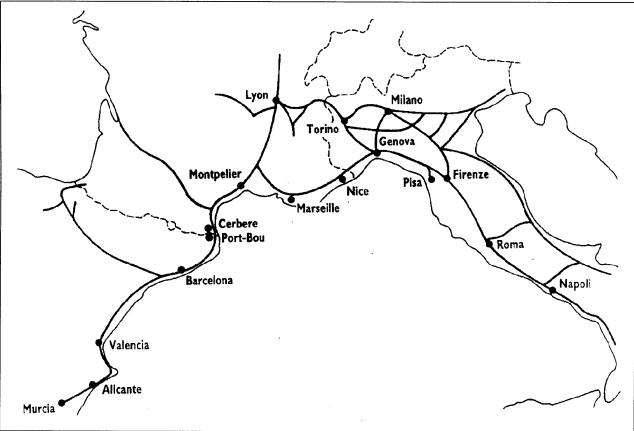 Lyon
Milano
Torino
Genova
Montpelier
Nice
Pisa
Firenze
Marseille
Cerbere
Port-Bou
Roma
Barcelona
Napoli
Valencia
Alicante
Murcia